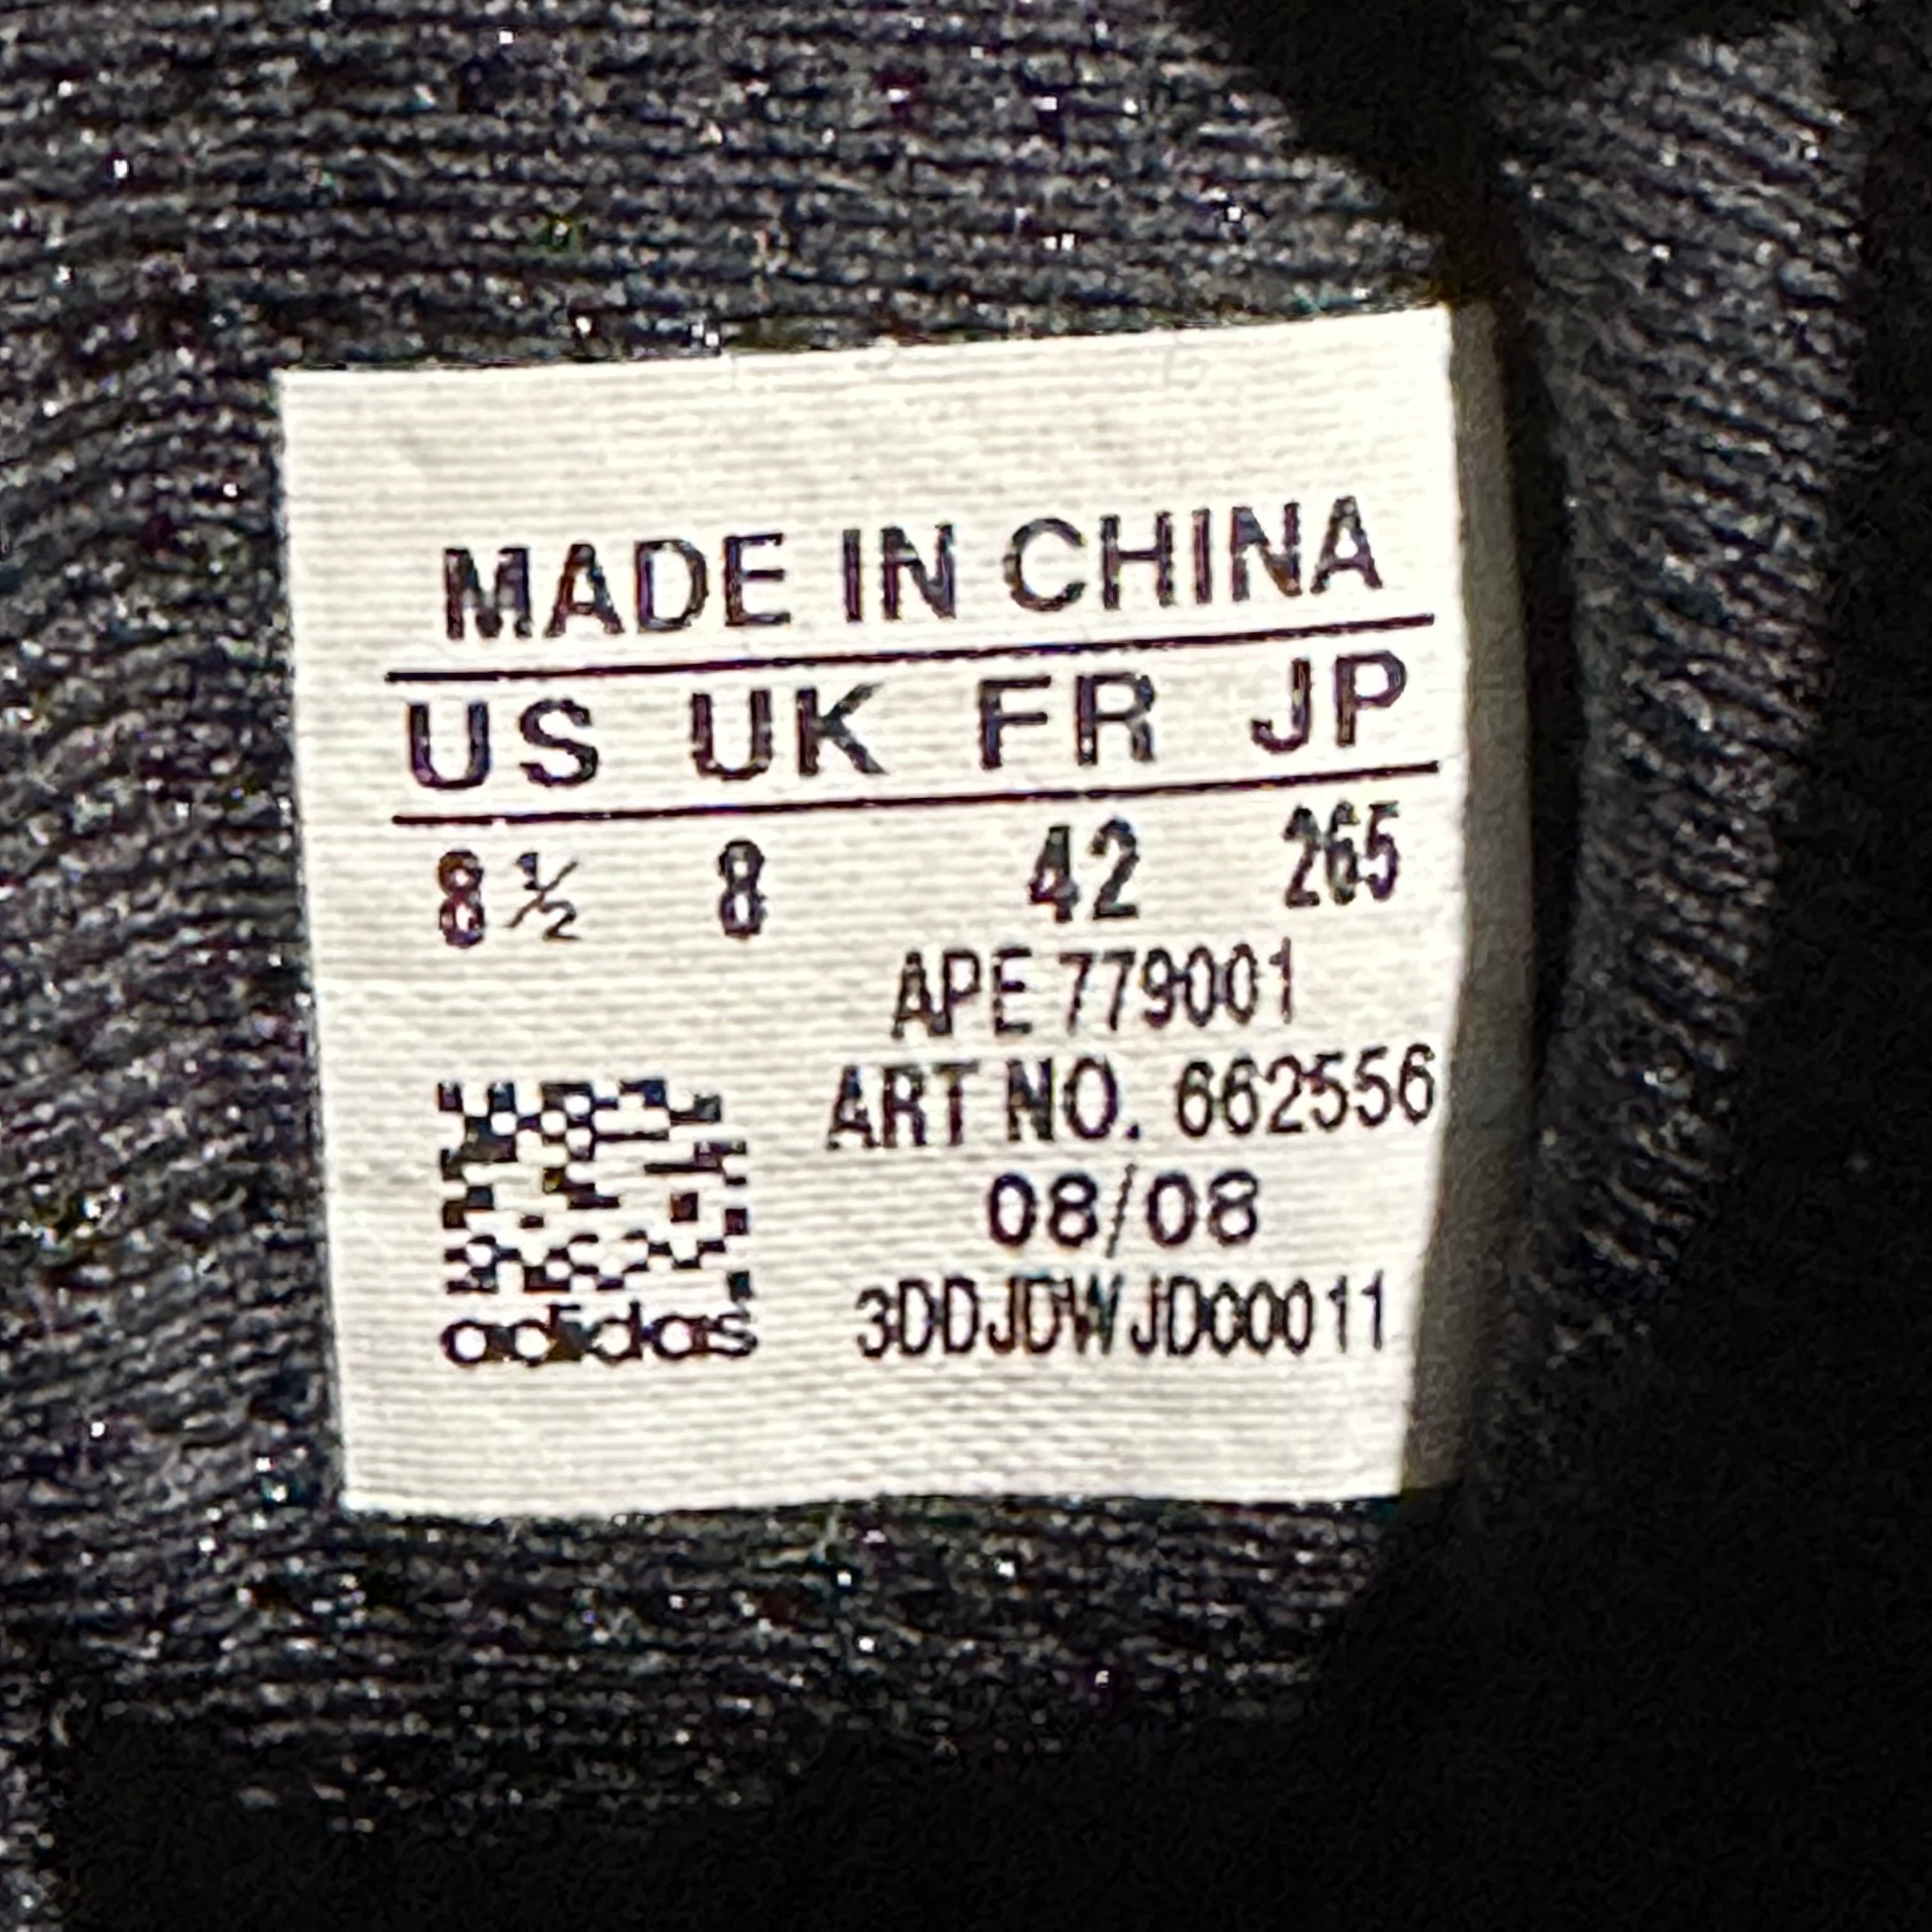 MADE IN CHINA
US UK FR JP
8 ½ 8 42 265
APE 779001
ART NO. 662556
08/08
3DDJDWJDC0011
adidas